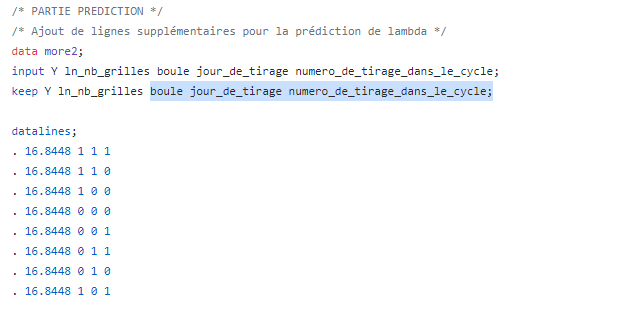 /* PARTIE PREDICTION */
/* Ajout de lignes supplémentaires pour la prédiction de lambda */
data more2;
input Y ln_nb_grilles boule jour_de_tirage numero_de_tirage_dans_le_cycle;
keep Y ln_nb_grilles boule jour_de_tirage numero_de_tirage_dans_le_cycle;
datalines;
. 16.8448 1 1 1
. 16.8448 1 1 0
. 16.8448 1 0 0
. 16.8448 0 0 0
. 16.8448 0 0 1
. 16.8448 0 1 1
. 16.8448 0 1 0
. 16.8448 1 0 1